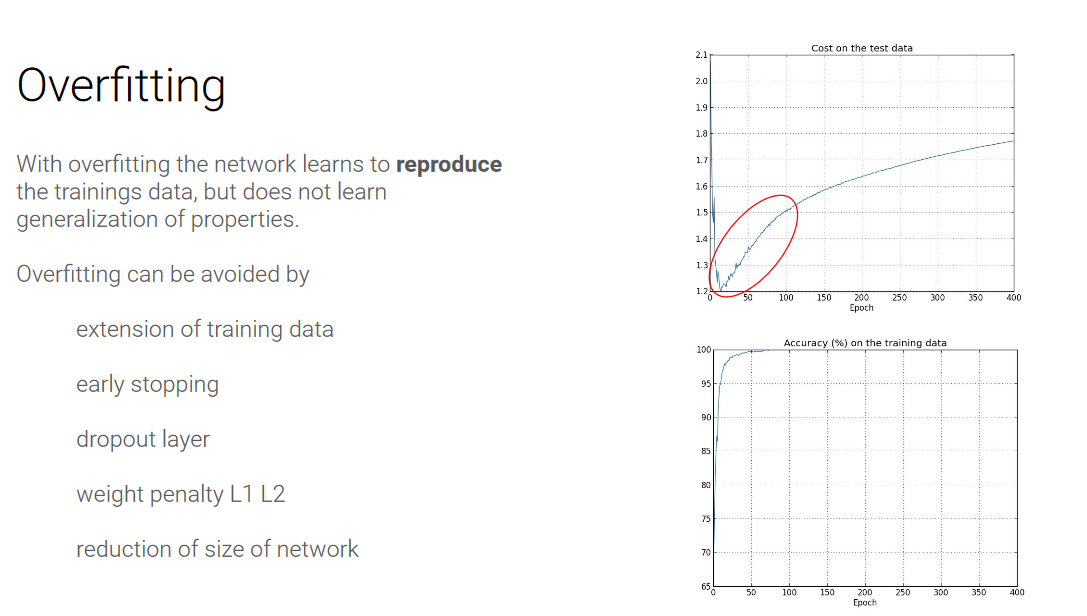 Overfitting
With overfitting the network learns to reproduce
the trainings data, but does not learn
generalization of properties.
Overfitting can be avoided by
extension of training data
early stopping
dropout layer
weight penalty L1 L2
reduction of size of network
Cost on the test data
2.1
2.0
1.9
1.8
1.7
1.6
1.5
1.4
1.3
1.2
0 50 100 150 200 250 300 350 400
Epoch
Accuracy (%) on the training data
100
95
90
85
80
75
70
65
0 50 100 150 200 250 300 350 400
Epoch